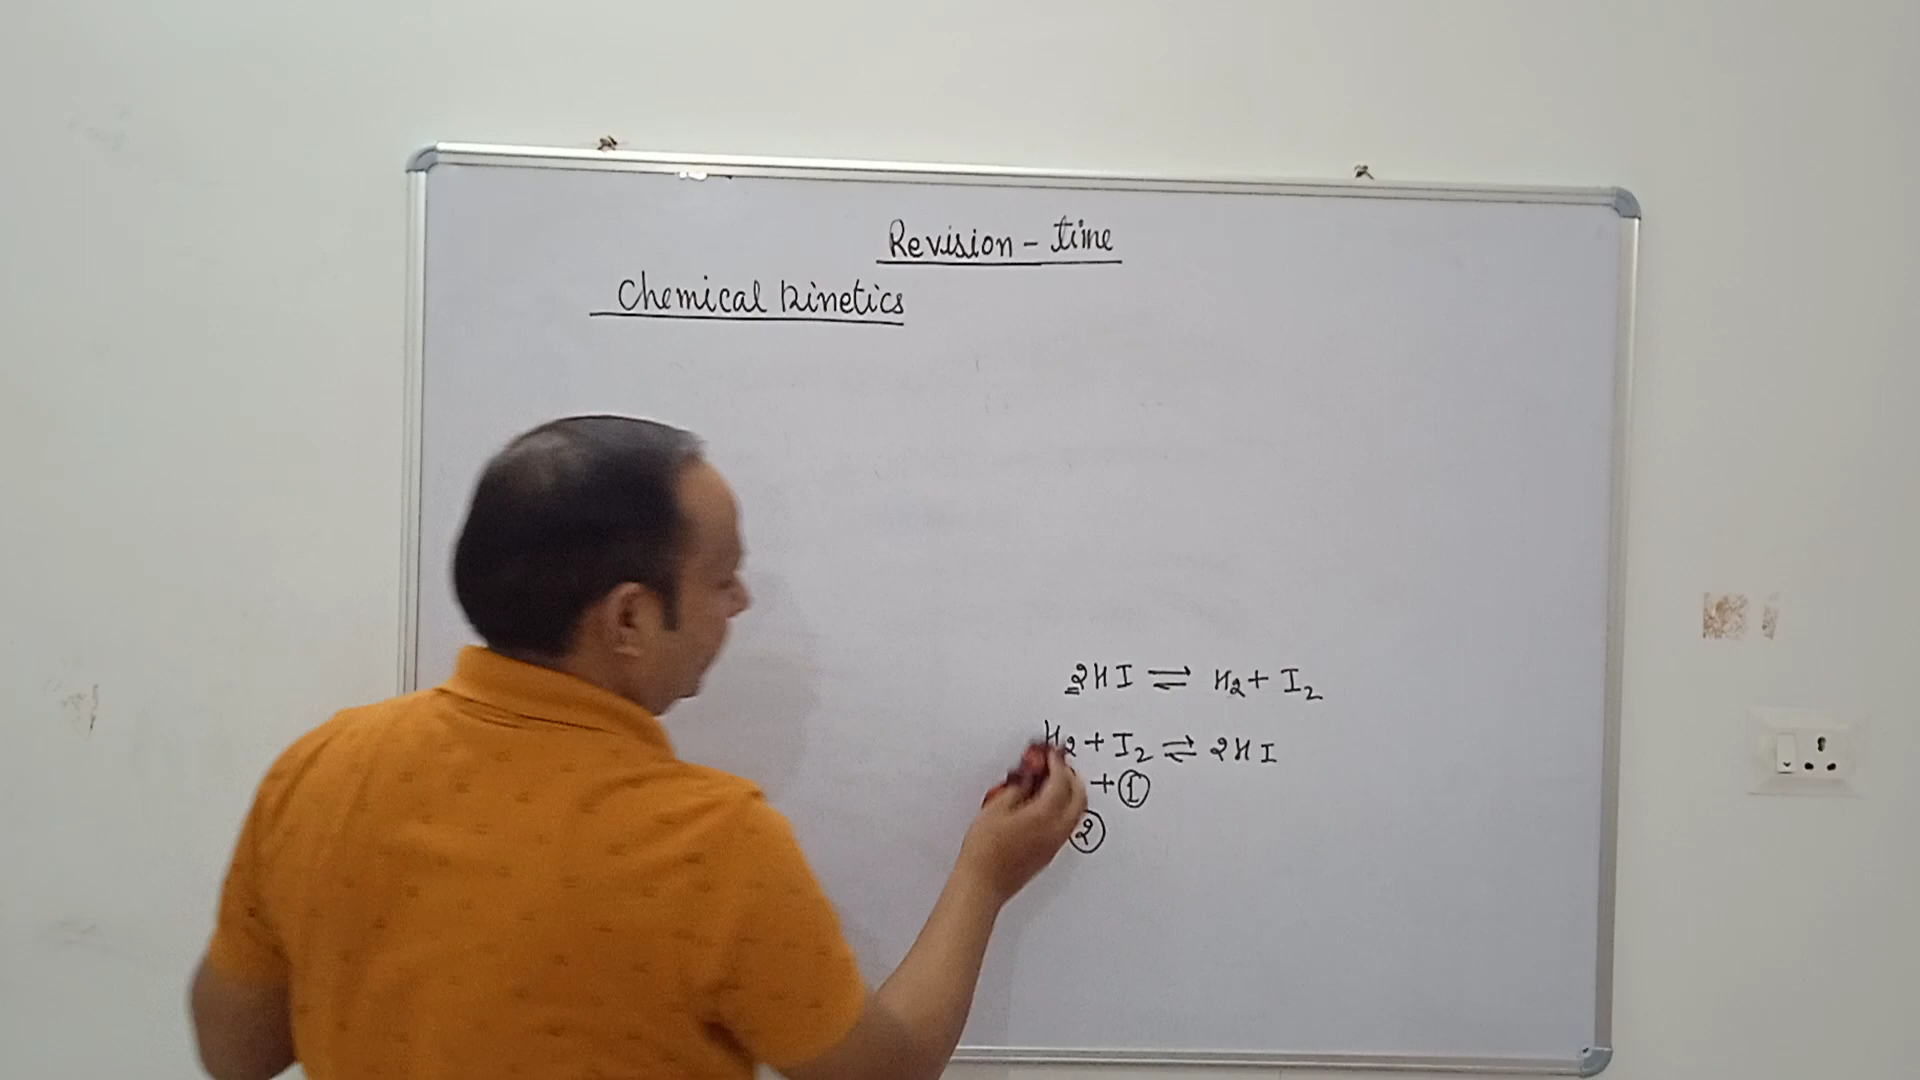 Revision - time
Chemical Kinetics
2HI ⇌ H₂ + I₂
H₂ + I₂ ⇌ 2HI
+ ①
②